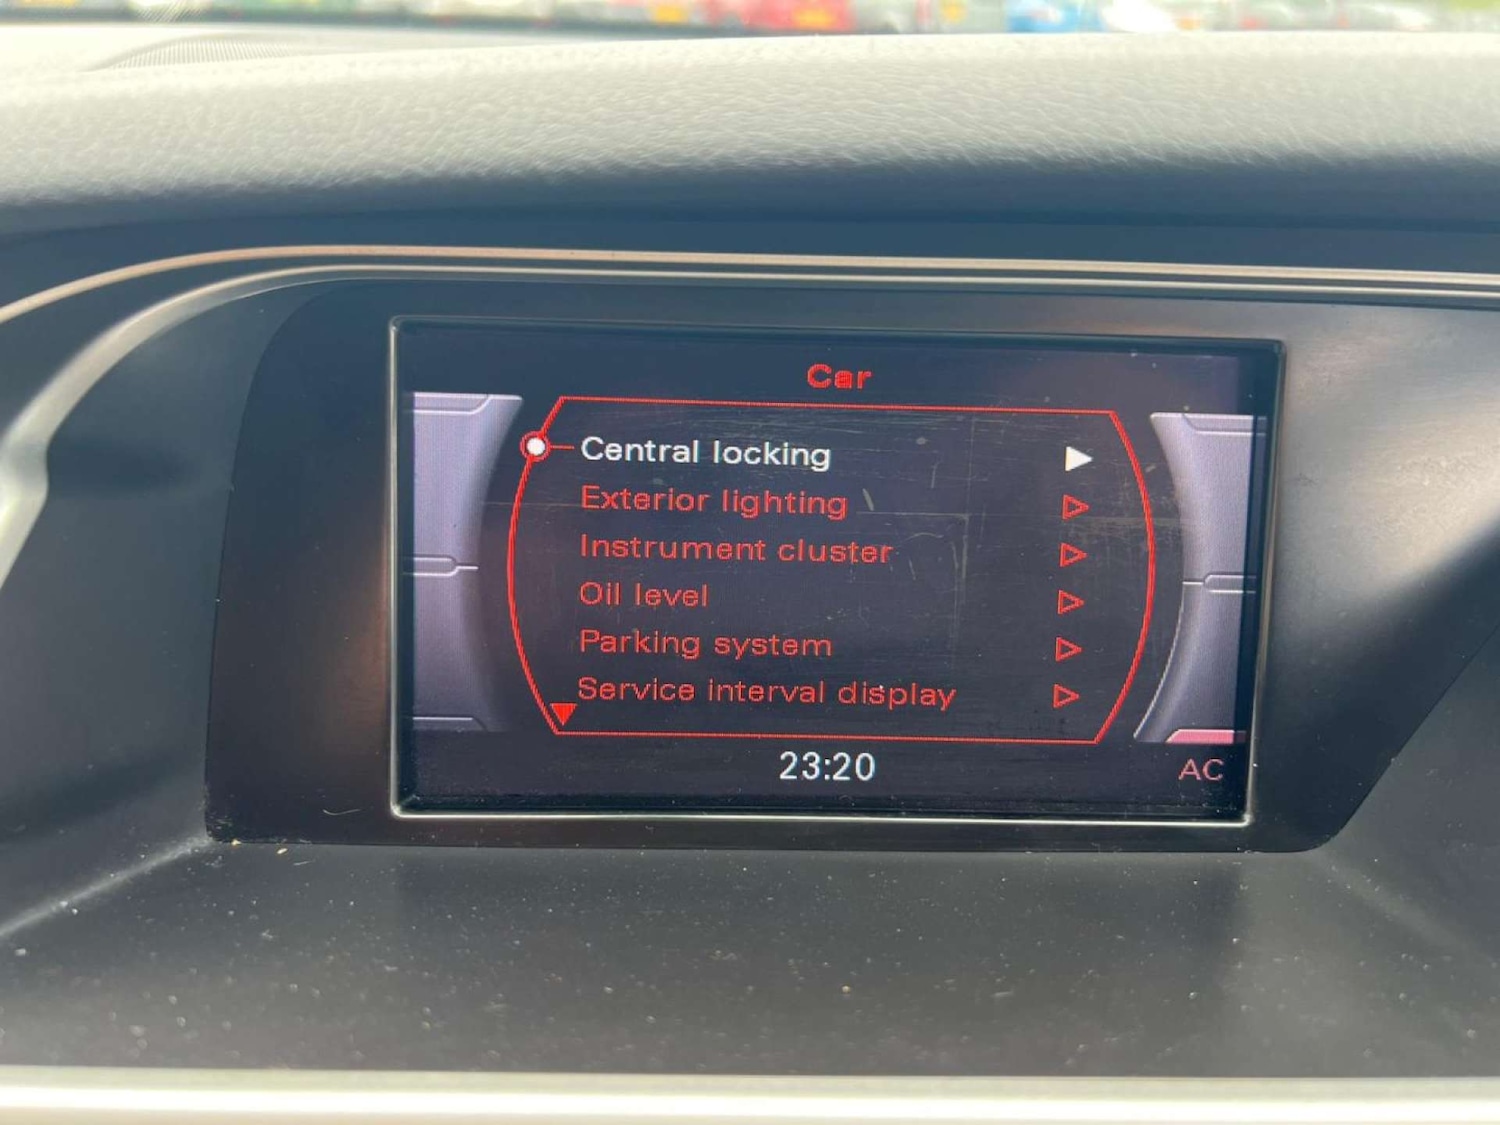 Car
Central locking
Exterior lighting
Instrument cluster
Oil level
Parking system
Service interval display
23:20
AC